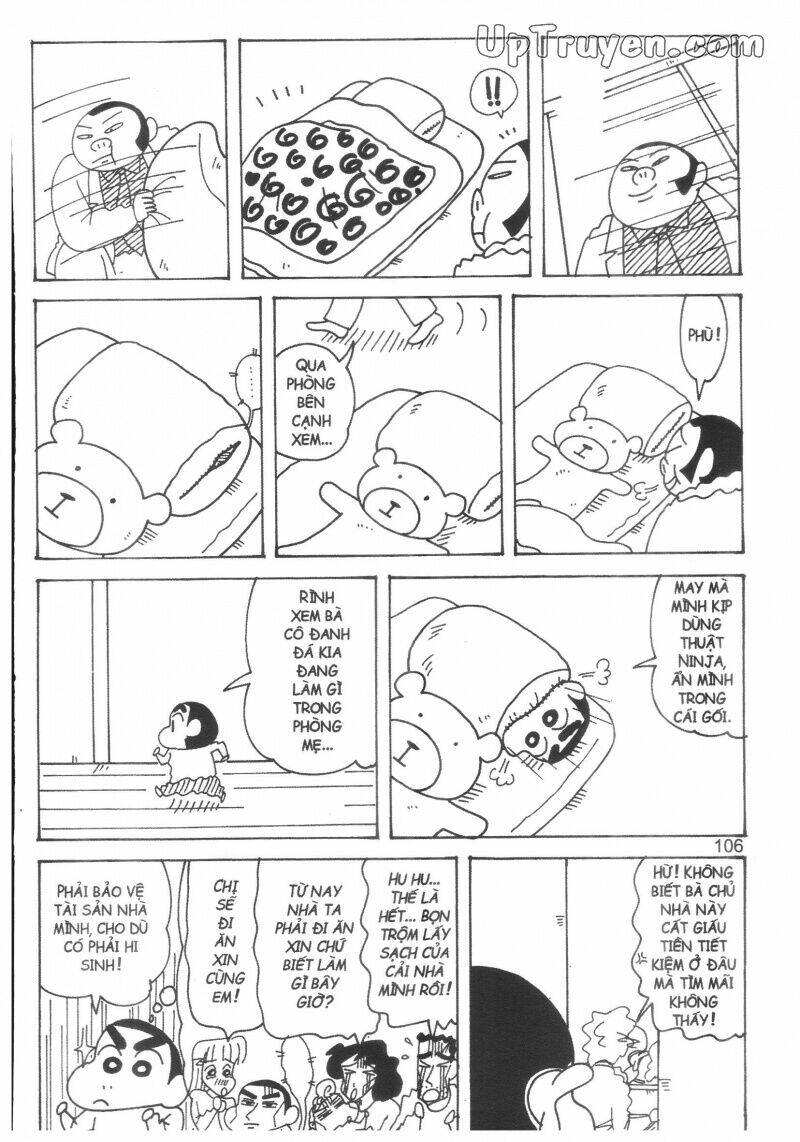 UpTruyen.com
!!
PHÙ!
QUA
PHÒNG
BÊN
CẠNH
XEM...
MAY MÀ
MÌNH KỊP
DÙNG
THUẬT
NINJA,
ẨN MÌNH
TRONG
CÁI GỐI.
RÌNH
XEM BÀ
CÔ ĐANH
ĐÁ KIA
ĐANG
LÀM GÌ
TRONG
PHÒNG
MẸ...
106
HỪ! KHÔNG
BIẾT BÀ CHỦ
NHÀ NÀY
CẤT GIẤU
TIỀN TIẾT
KIỆM Ở ĐÂU
MÀ TÌM MÃI
KHÔNG
THẤY!
HU HU...
THẾ LÀ
HẾT... BỌN
TRỘM LẤY
SẠCH CỦA
CẢI NHÀ
MÌNH RỒI!
TỪ NAY
NHÀ TA
PHẢI ĐI ĂN
XIN CHỨ
BIẾT LÀM
GÌ BÂY
GIỜ?
CHỊ
SẼ
ĐI
ĂN
XIN
CÙNG
EM!
PHẢI BẢO VỆ
TÀI SẢN NHÀ
MÌNH, CHO DÙ
CÓ PHẢI HI
SINH!